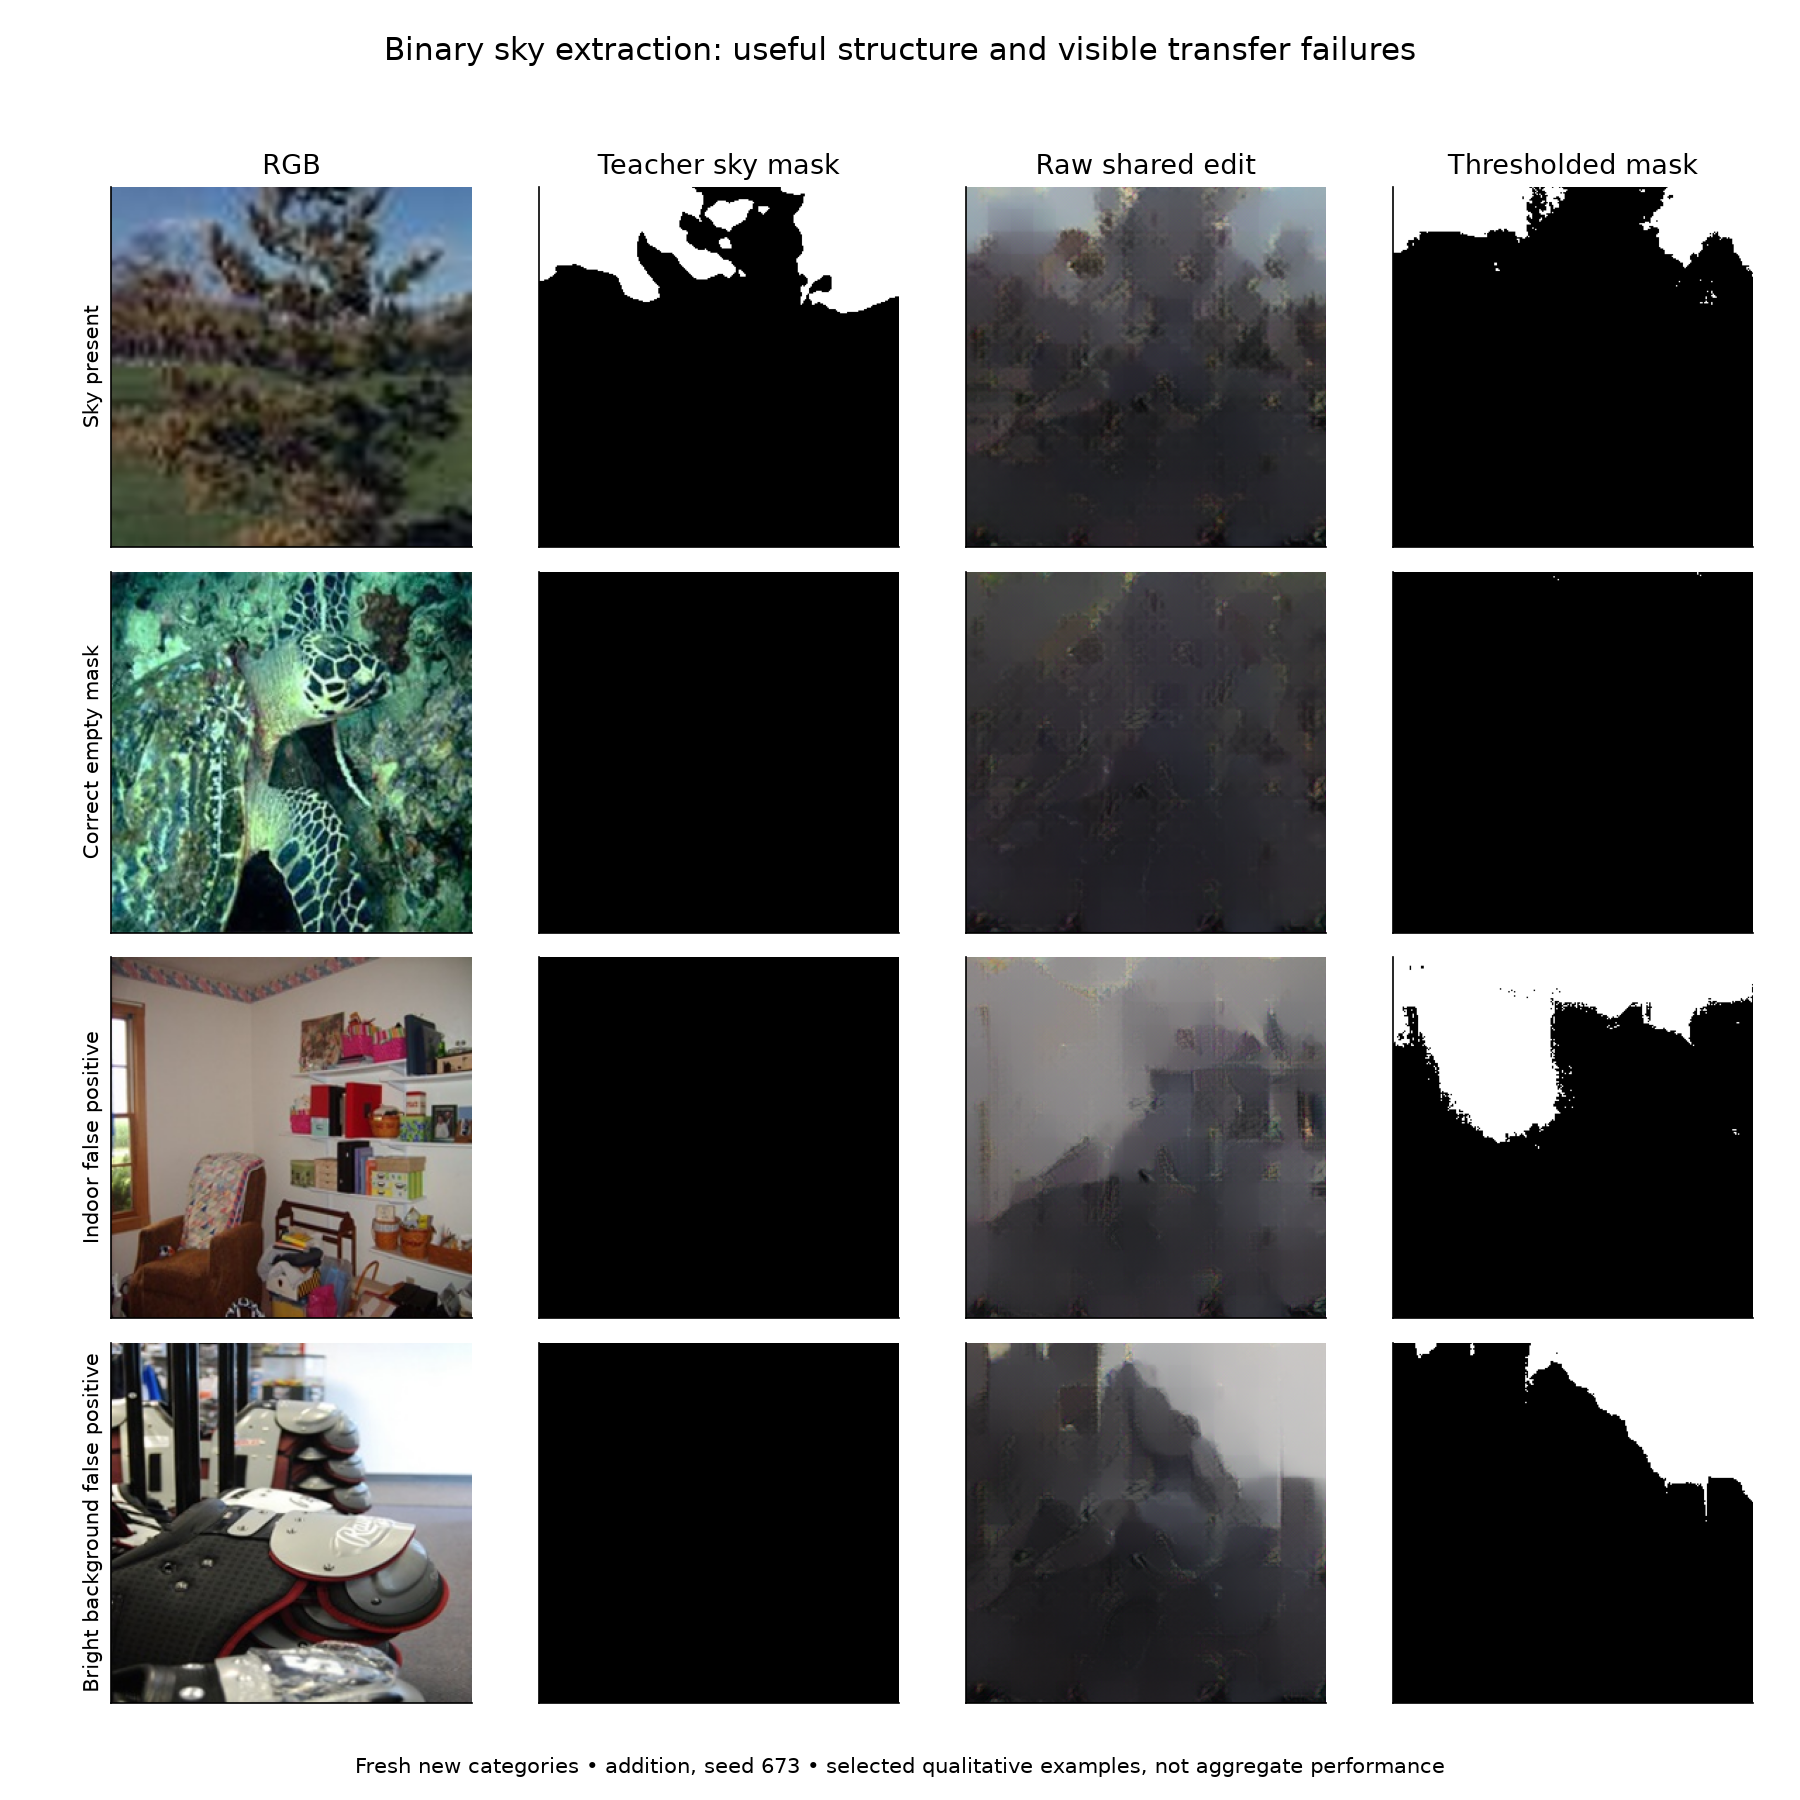 Binary sky extraction: useful structure and visible transfer failures
RGB
Teacher sky mask
Raw shared edit
Thresholded mask
Sky present
Correct empty mask
Indoor false positive
Bright background false positive
Fresh new categories • addition, seed 673 • selected qualitative examples, not aggregate performance